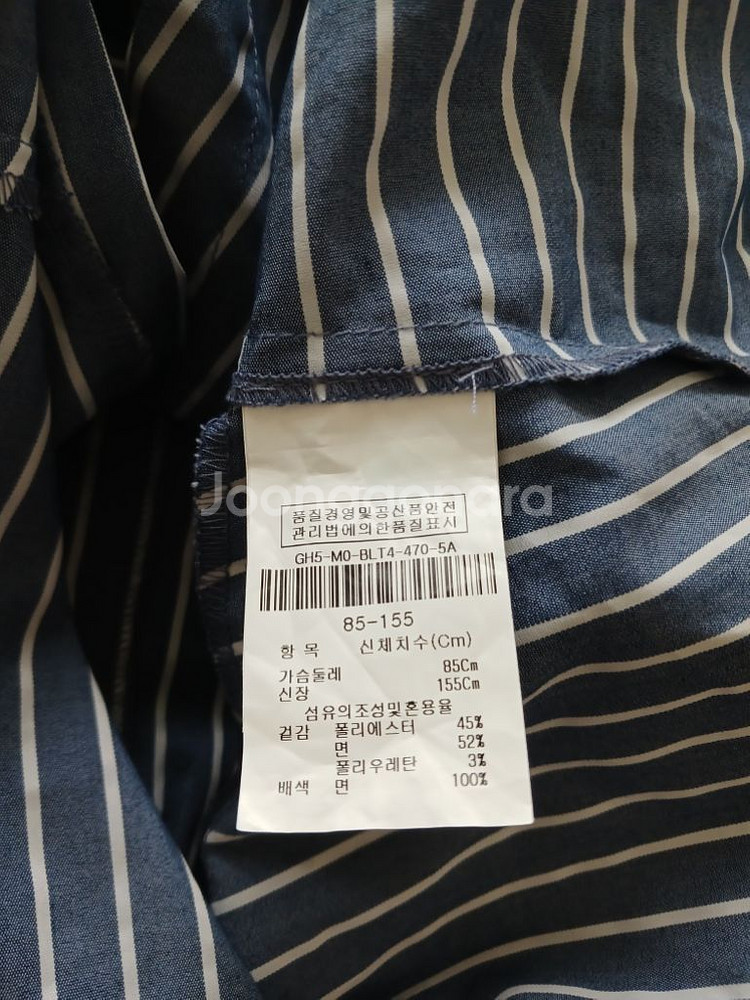 Joonggonara
품질경영및공산품안전
관리법에의한품질표시
GH5-MO-BLT4-470-5A
85-155
항 목 신체치수(Cm)
가슴둘레 85Cm
신장 155Cm
섬유의조성및혼용율
겉감 폴리에스터 45%
면 52%
폴리우레탄 3%
배색 면 100%